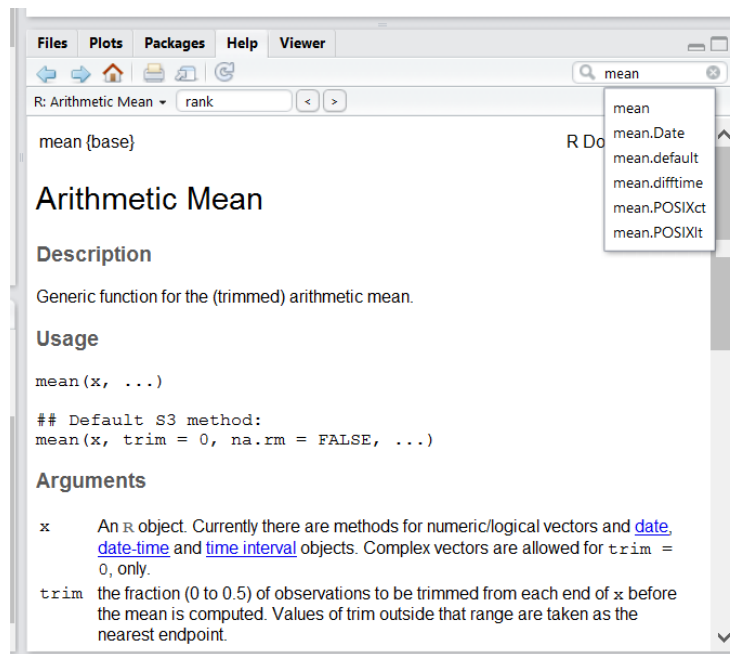 Files Plots Packages Help Viewer
mean
R: Arithmetic Mean rank < >
mean
mean.Date
mean.default
mean.difftime
mean.POSIXct
mean.POSIXlt
mean {base} R Do
Arithmetic Mean
Description
Generic function for the (trimmed) arithmetic mean.
Usage
mean(x, ...)
## Default S3 method:
mean(x, trim = 0, na.rm = FALSE, ...)
Arguments
x An R object. Currently there are methods for numeric/logical vectors and date,
date-time and time interval objects. Complex vectors are allowed for trim =
0, only.
trim the fraction (0 to 0.5) of observations to be trimmed from each end of x before
the mean is computed. Values of trim outside that range are taken as the
nearest endpoint.